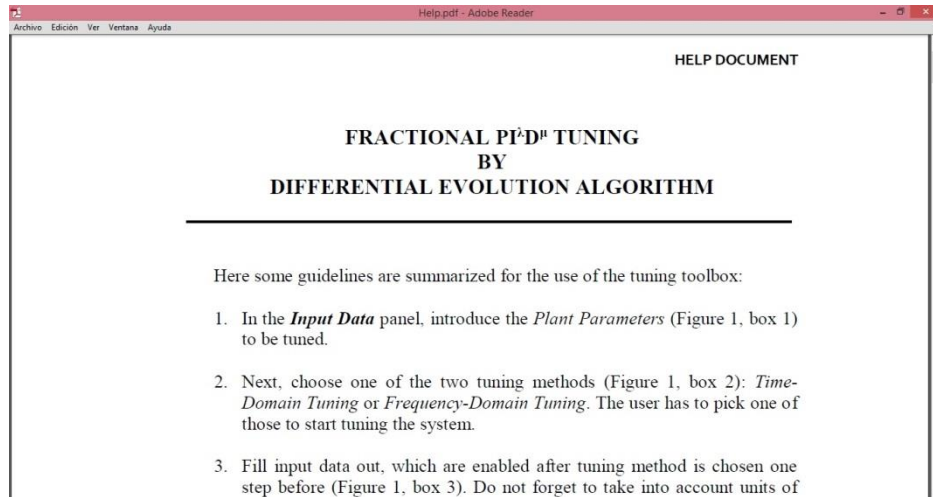 Help.pdf - Adobe Reader
Archivo Edición Ver Ventana Ayuda
HELP DOCUMENT
FRACTIONAL PI^λD^μ TUNING
BY
DIFFERENTIAL EVOLUTION ALGORITHM
Here some guidelines are summarized for the use of the tuning toolbox:
1. In the Input Data panel, introduce the Plant Parameters (Figure 1, box 1)
to be tuned.
2. Next, choose one of the two tuning methods (Figure 1, box 2): Time-
Domain Tuning or Frequency-Domain Tuning. The user has to pick one of
those to start tuning the system.
3. Fill input data out, which are enabled after tuning method is chosen one
step before (Figure 1, box 3). Do not forget to take into account units of